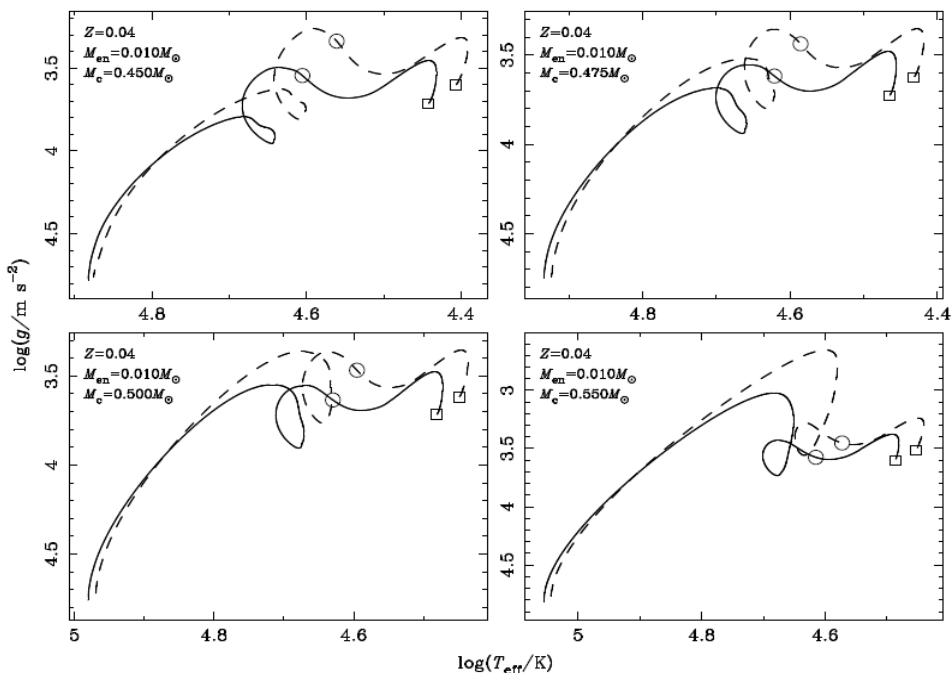 Z=0.04
M_en=0.010M_⊙
M_c=0.450M_⊙
3.5
4
4.5
4.8 4.6 4.4
Z=0.04
M_en=0.010M_⊙
M_c=0.475M_⊙
3.5
4
4.5
4.8 4.6 4.4
log(g/m s⁻²)
Z=0.04
M_en=0.010M_⊙
M_c=0.500M_⊙
3.5
4
4.5
5 4.8 4.6
Z=0.04
M_en=0.010M_⊙
M_c=0.550M_⊙
3
3.5
4
4.5
5 4.8 4.6
log(T_eff/K)